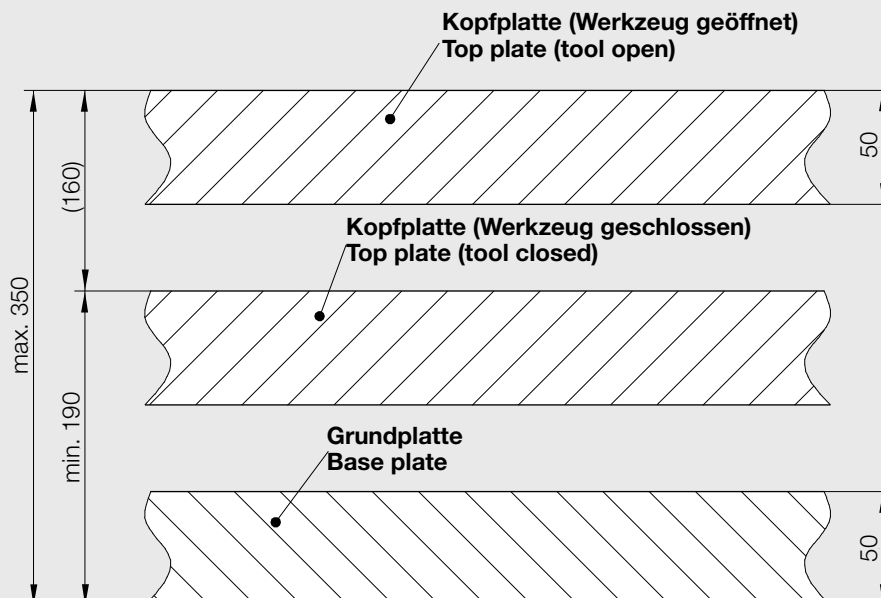 Kopfplatte (Werkzeug geöffnet)
Top plate (tool open)
50
(160)
Kopfplatte (Werkzeug geschlossen)
Top plate (tool closed)
max. 350
min. 190
Grundplatte
Base plate
50